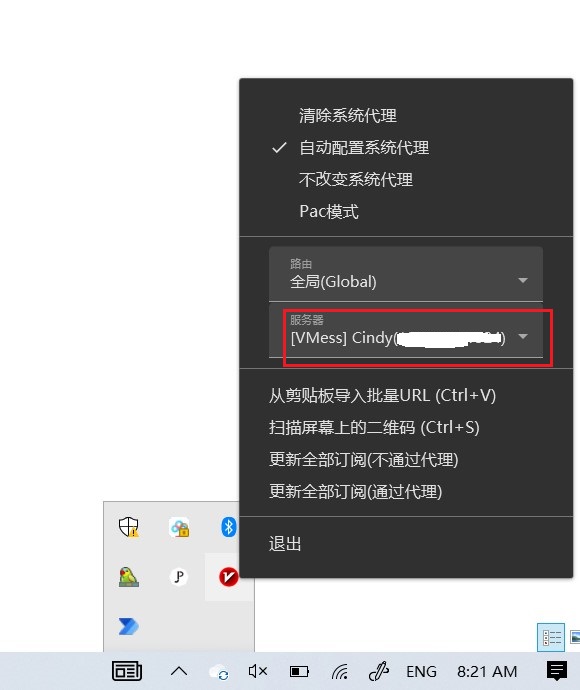 清除系统代理
自动配置系统代理
不改变系统代理
Pac模式
路由
全局(Global)
服务器
[VMess] Cindy(
)
从剪贴板导入批量URL (Ctrl+V)
扫描屏幕上的二维码 (Ctrl+S)
更新全部订阅(不通过代理)
更新全部订阅(通过代理)
退出
ENG
8:21 AM